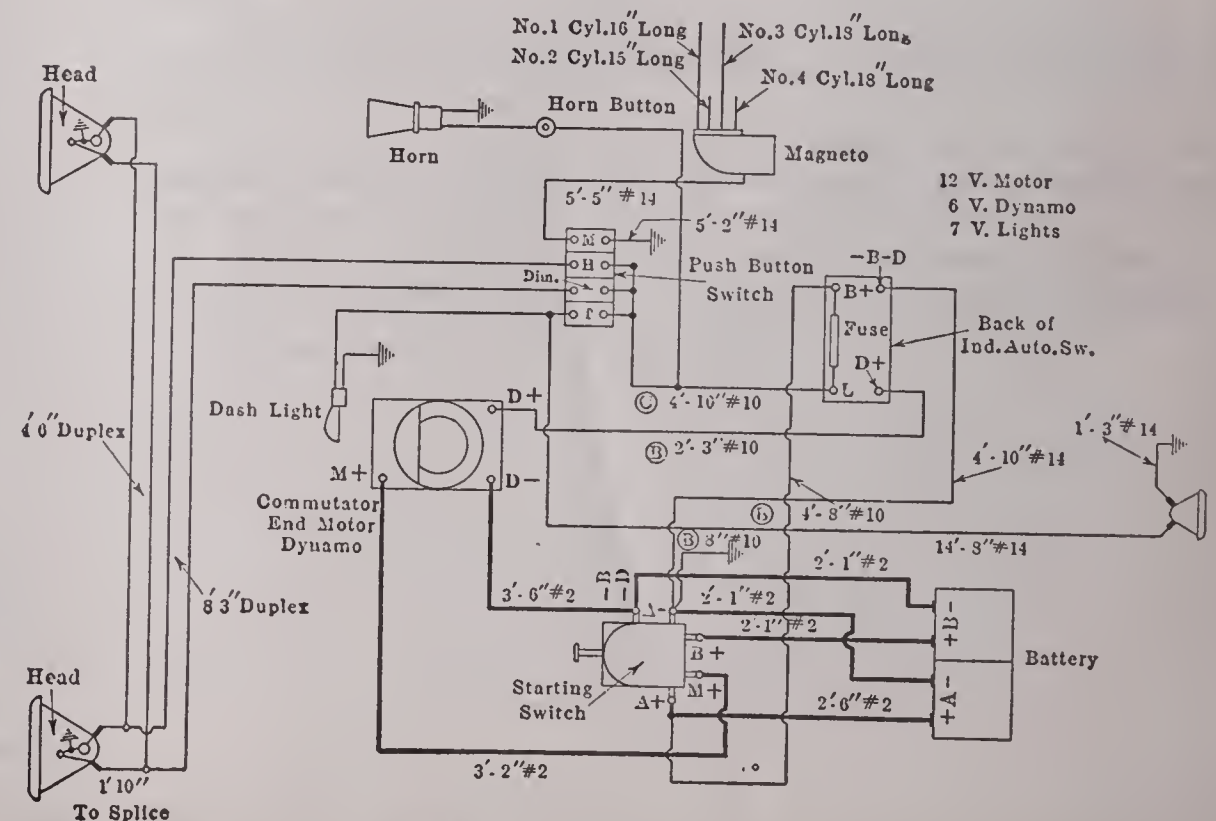 No.1 Cyl.16"Long
No.3 Cyl.18"Long
No.2 Cyl.15"Long
No.4 Cyl.18"Long
Head
Horn Button
Horn
Magneto
5'-5" #14
5'-2"#14
12 V. Motor
6 V. Dynamo
7 V. Lights
M
H
Dim.
T
Push Button
Switch
-B-D
B+
Fuse
D+
L
Back of
Ind.Auto.Sw.
Dash Light
D+
C 4'-10"#10
B 2'-3"#10
1'-3"#14
4'-10"#14
4'6"Duplex
M+
D-
Commutator
End Motor
Dynamo
4'-8"#10
B 8"#10
14'-8"#14
8'3"Duplex
3'-6"#2
-B
-D
A-
2'-1"#2
2'-1"#2
2'-1"#2
B+
M+
A+
-B+
-A+
Battery
Starting
Switch
2'-6"#2
Head
3'-2"#2
1'10"
To Splice